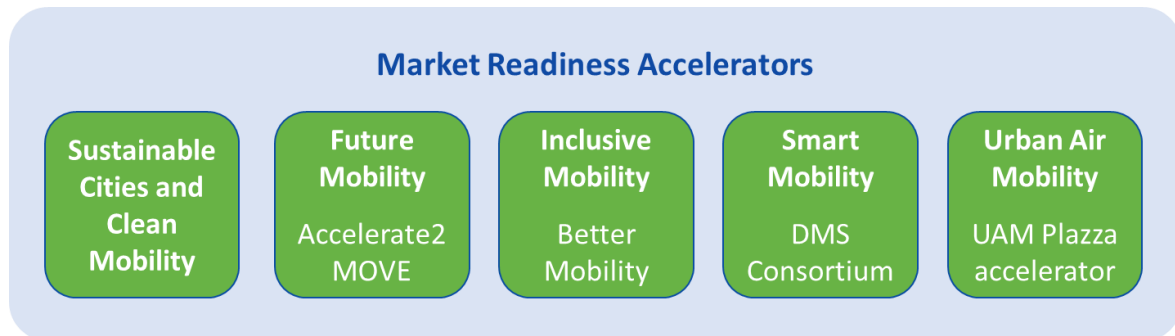 Market Readiness Accelerators
Sustainable
Cities and
Clean
Mobility
Future
Mobility
Accelerate2
MOVE
Inclusive
Mobility
Better
Mobility
Smart
Mobility
DMS
Consortium
Urban Air
Mobility
UAM Plazza
accelerator